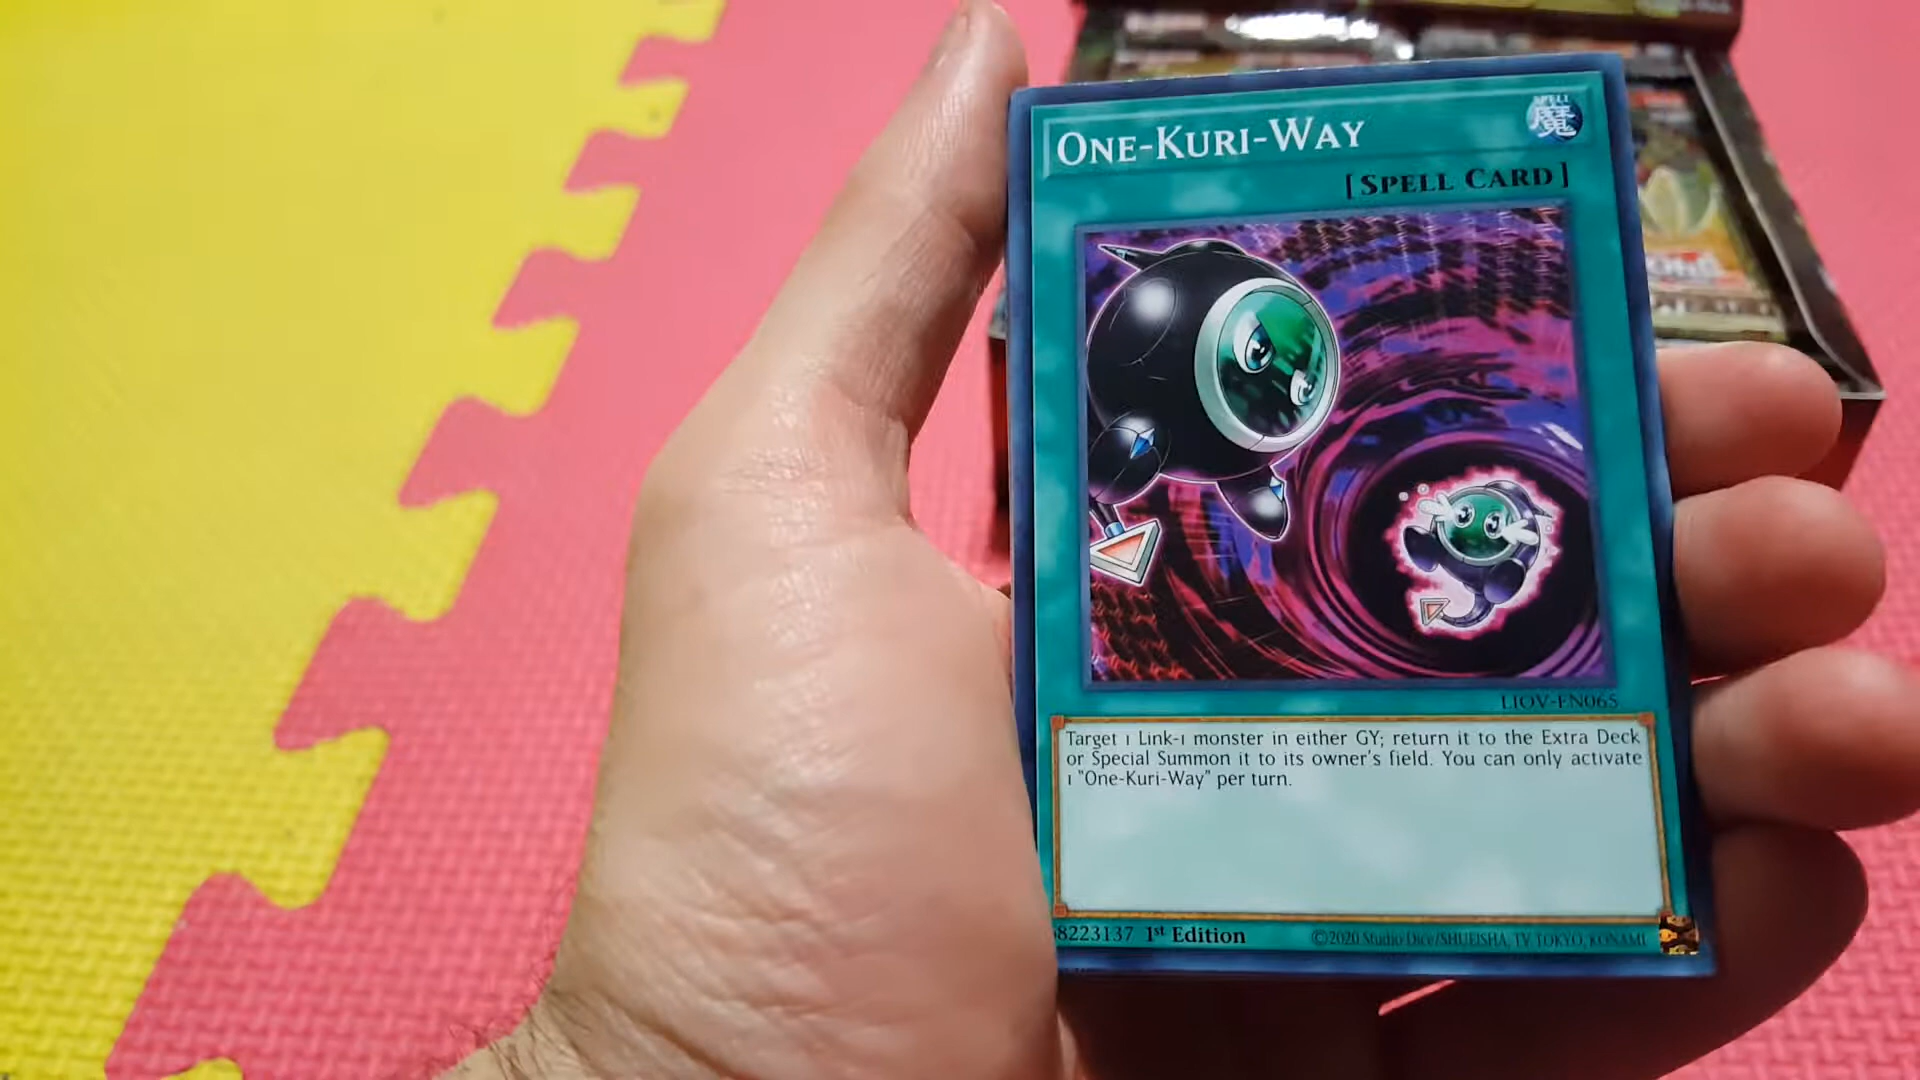 ONE-KURI-WAY
SPELL
魔
[SPELL CARD]
LIOV-EN065
Target 1 Link-1 monster in either GY; return it to the Extra Deck
or Special Summon it to its owner's field. You can only activate
1 "One-Kuri-Way" per turn.
8223137 1st Edition
©2020 Studio Dice/SHUEISHA, TV TOKYO, KONAMI